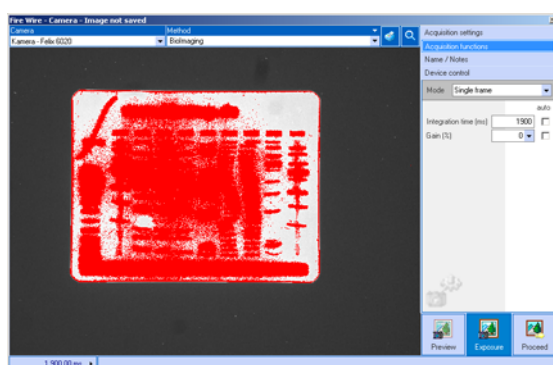 Fire Wire - Camera - Image not saved
Camera
Method
Kamera - Felix 6020
BioImaging
Acquisition settings
Acquisition functions
Name / Notes
Device control
Mode
Single frame
auto
Integration time (ms)
1900
Gain (%)
0
Preview
Exposure
Proceed
1.900,00 ms